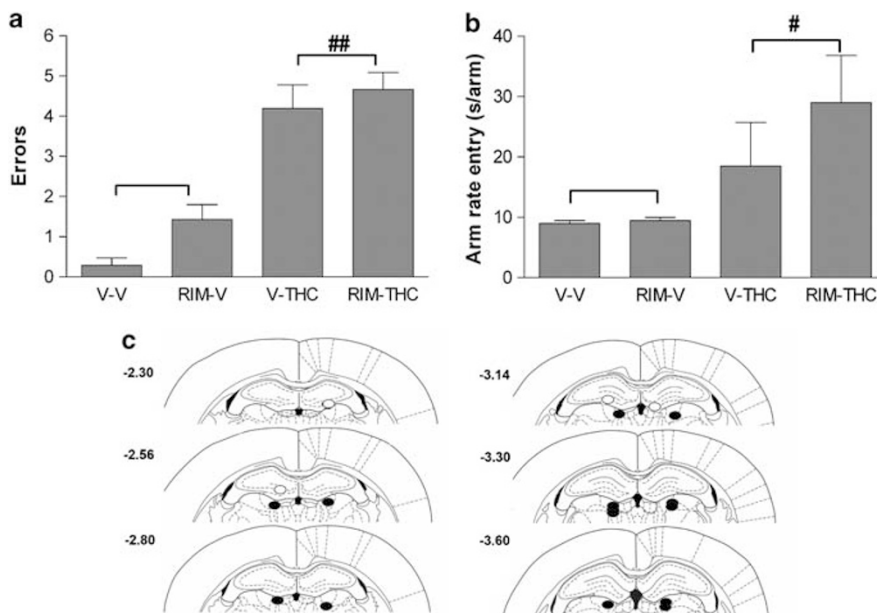 a
Errors
6
5
4
3
2
1
0
##
V-V RIM-V V-THC RIM-THC
b
Arm rate entry (s/arm)
40
30
20
10
0
#
V-V RIM-V V-THC RIM-THC
c
-2.30
-2.56
-2.80
-3.14
-3.30
-3.60